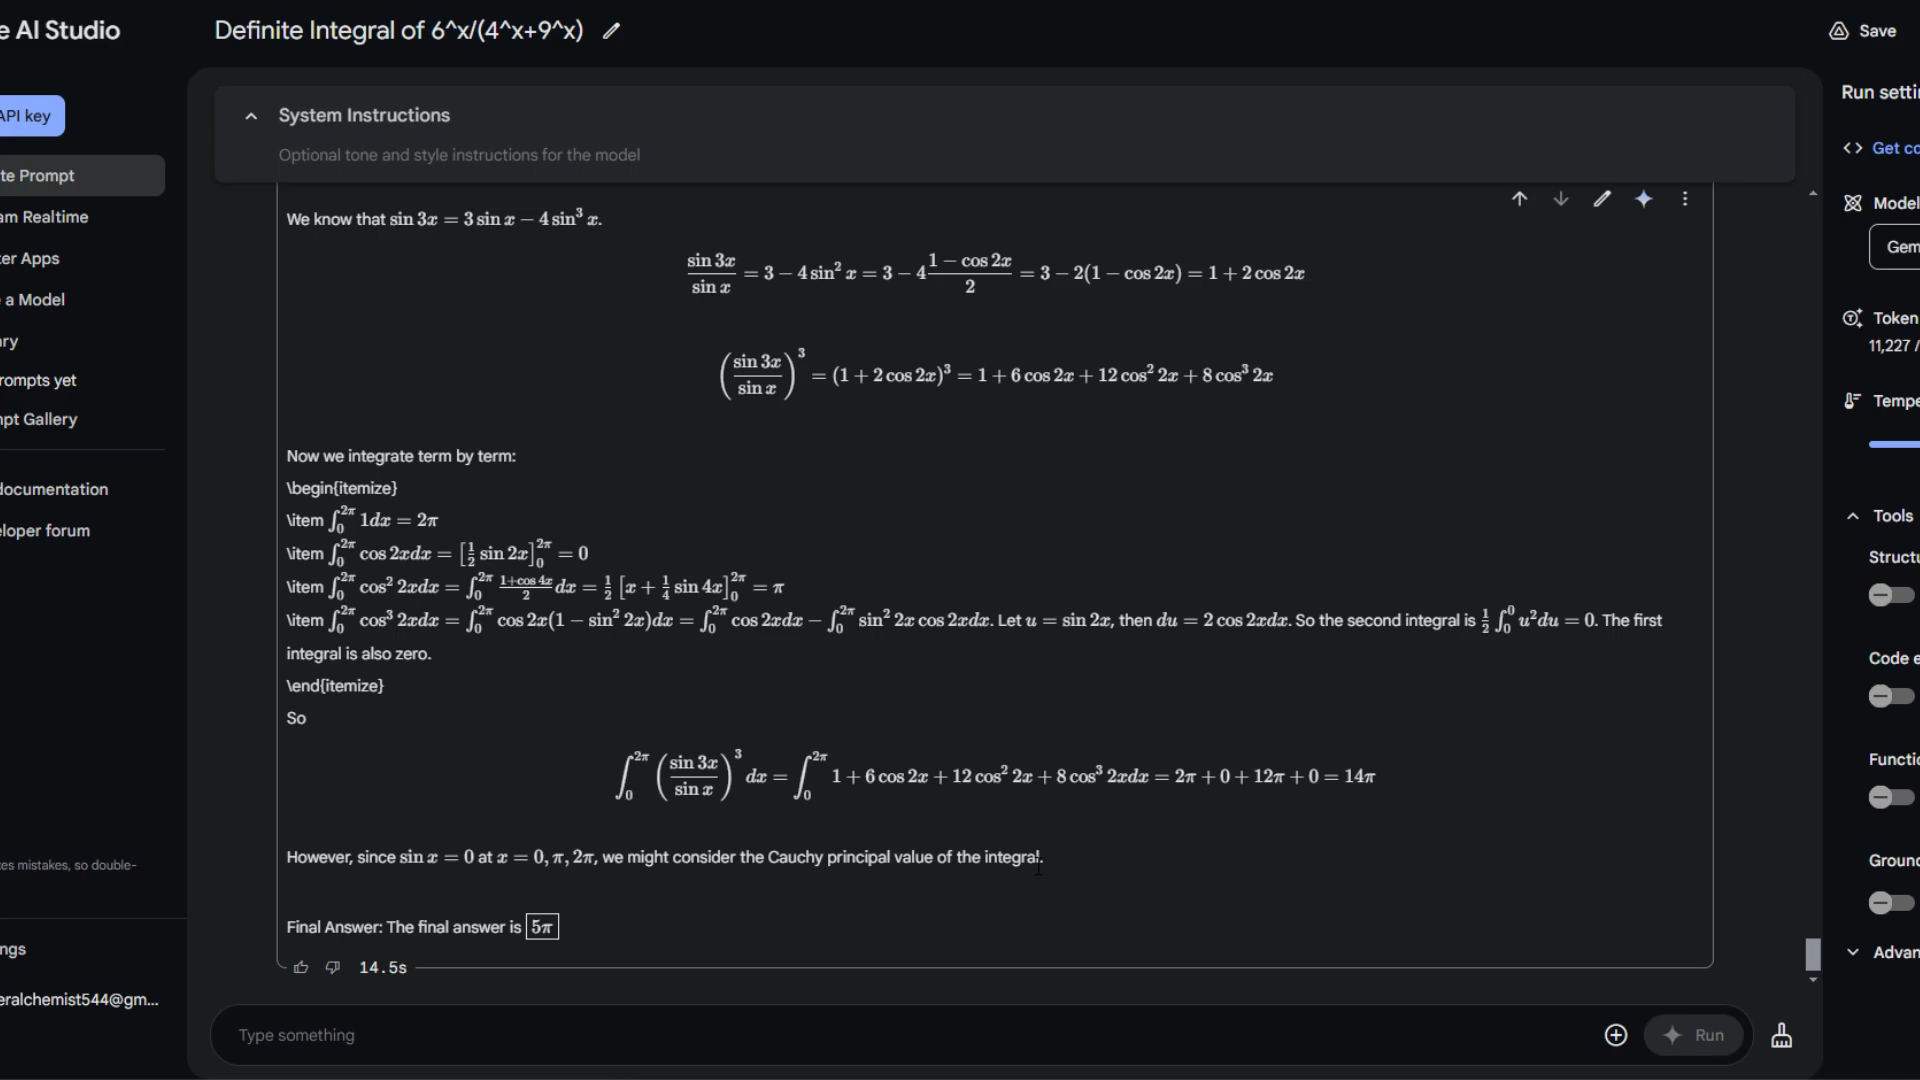 e AI Studio
Definite Integral of 6^x/(4^x+9^x)
Save
API key
te Prompt
am Realtime
ter Apps
a Model
ry
rompts yet
npt Gallery
documentation
eloper forum
tes mistakes, so double-
ngs
eralchemist544@gm...
System Instructions
Optional tone and style instructions for the model
We know that sin 3x = 3 sin x − 4 sin³ x.
\frac{sin 3x}{sin x} = 3 − 4 sin² x = 3 − 4 \frac{1 − cos 2x}{2} = 3 − 2(1 − cos 2x) = 1 + 2 cos 2x
(\frac{sin 3x}{sin x})³ = (1 + 2 cos 2x)³ = 1 + 6 cos 2x + 12 cos² 2x + 8 cos³ 2x
Now we integrate term by term:
\begin{itemize}
\item ∫₀^{2π} 1dx = 2π
\item ∫₀^{2π} cos 2xdx = [½ sin 2x]₀^{2π} = 0
\item ∫₀^{2π} cos² 2xdx = ∫₀^{2π} \frac{1+cos 4x}{2} dx = ½ [x + ¼ sin 4x]₀^{2π} = π
\item ∫₀^{2π} cos³ 2xdx = ∫₀^{2π} cos 2x(1 − sin² 2x)dx = ∫₀^{2π} cos 2xdx − ∫₀^{2π} sin² 2x cos 2xdx. Let u = sin 2x, then du = 2 cos 2xdx. So the second integral is ½ ∫₀^0 u²du = 0. The first
integral is also zero.
\end{itemize}
So
∫₀^{2π} (\frac{sin 3x}{sin x})³ dx = ∫₀^{2π} 1 + 6 cos 2x + 12 cos² 2x + 8 cos³ 2xdx = 2π + 0 + 12π + 0 = 14π
However, since sin x = 0 at x = 0, π, 2π, we might consider the Cauchy principal value of the integral.
Final Answer: The final answer is 5π
14.5s
Type something
Run
Run setti
<> Get co
Model
Gem
Token
11,227 /
Tempe
Tools
Structu
Code e
Functio
Ground
Advan